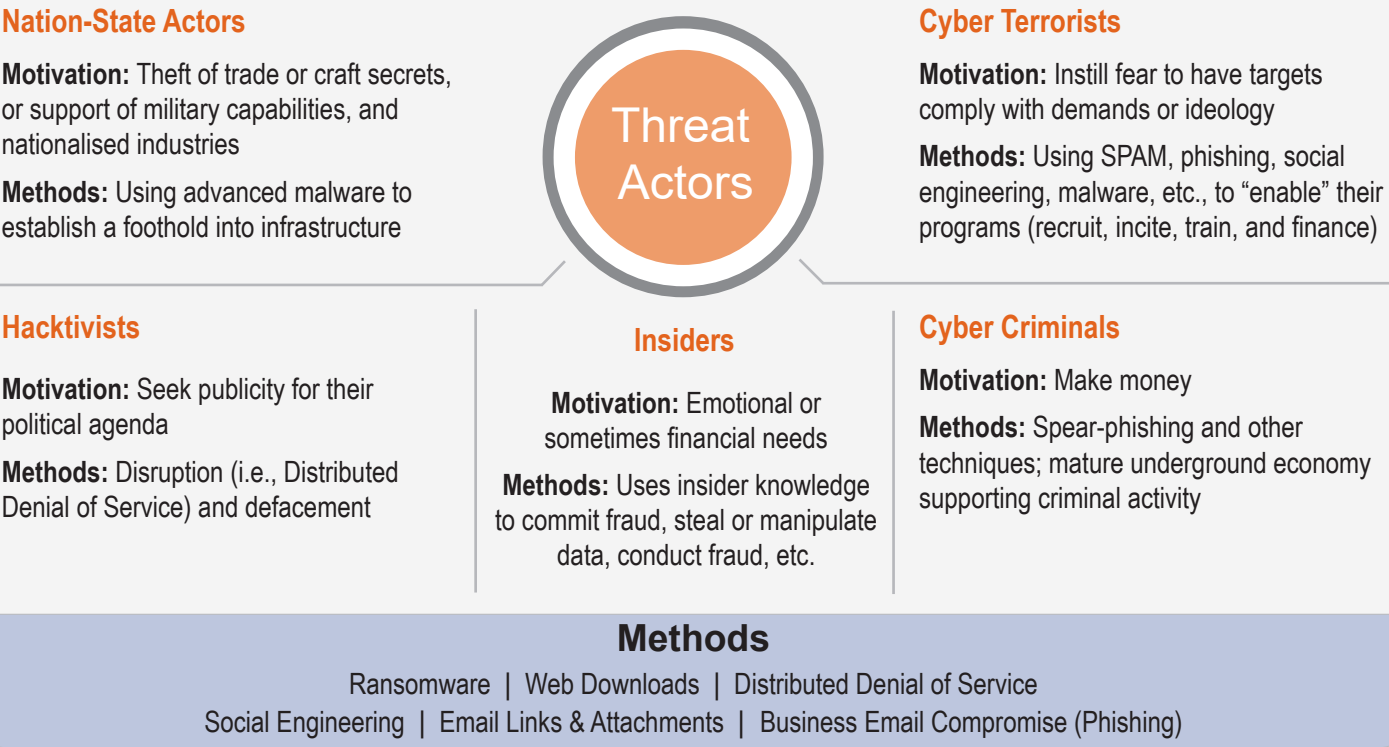 Nation-State Actors
Motivation: Theft of trade or craft secrets,
or support of military capabilities, and
nationalised industries
Methods: Using advanced malware to
establish a foothold into infrastructure
Threat
Actors
Cyber Terrorists
Motivation: Instill fear to have targets
comply with demands or ideology
Methods: Using SPAM, phishing, social
engineering, malware, etc., to “enable” their
programs (recruit, incite, train, and finance)
Hacktivists
Motivation: Seek publicity for their
political agenda
Methods: Disruption (i.e., Distributed
Denial of Service) and defacement
Insiders
Motivation: Emotional or
sometimes financial needs
Methods: Uses insider knowledge
to commit fraud, steal or manipulate
data, conduct fraud, etc.
Cyber Criminals
Motivation: Make money
Methods: Spear-phishing and other
techniques; mature underground economy
supporting criminal activity
Methods
Ransomware | Web Downloads | Distributed Denial of Service
Social Engineering | Email Links & Attachments | Business Email Compromise (Phishing)